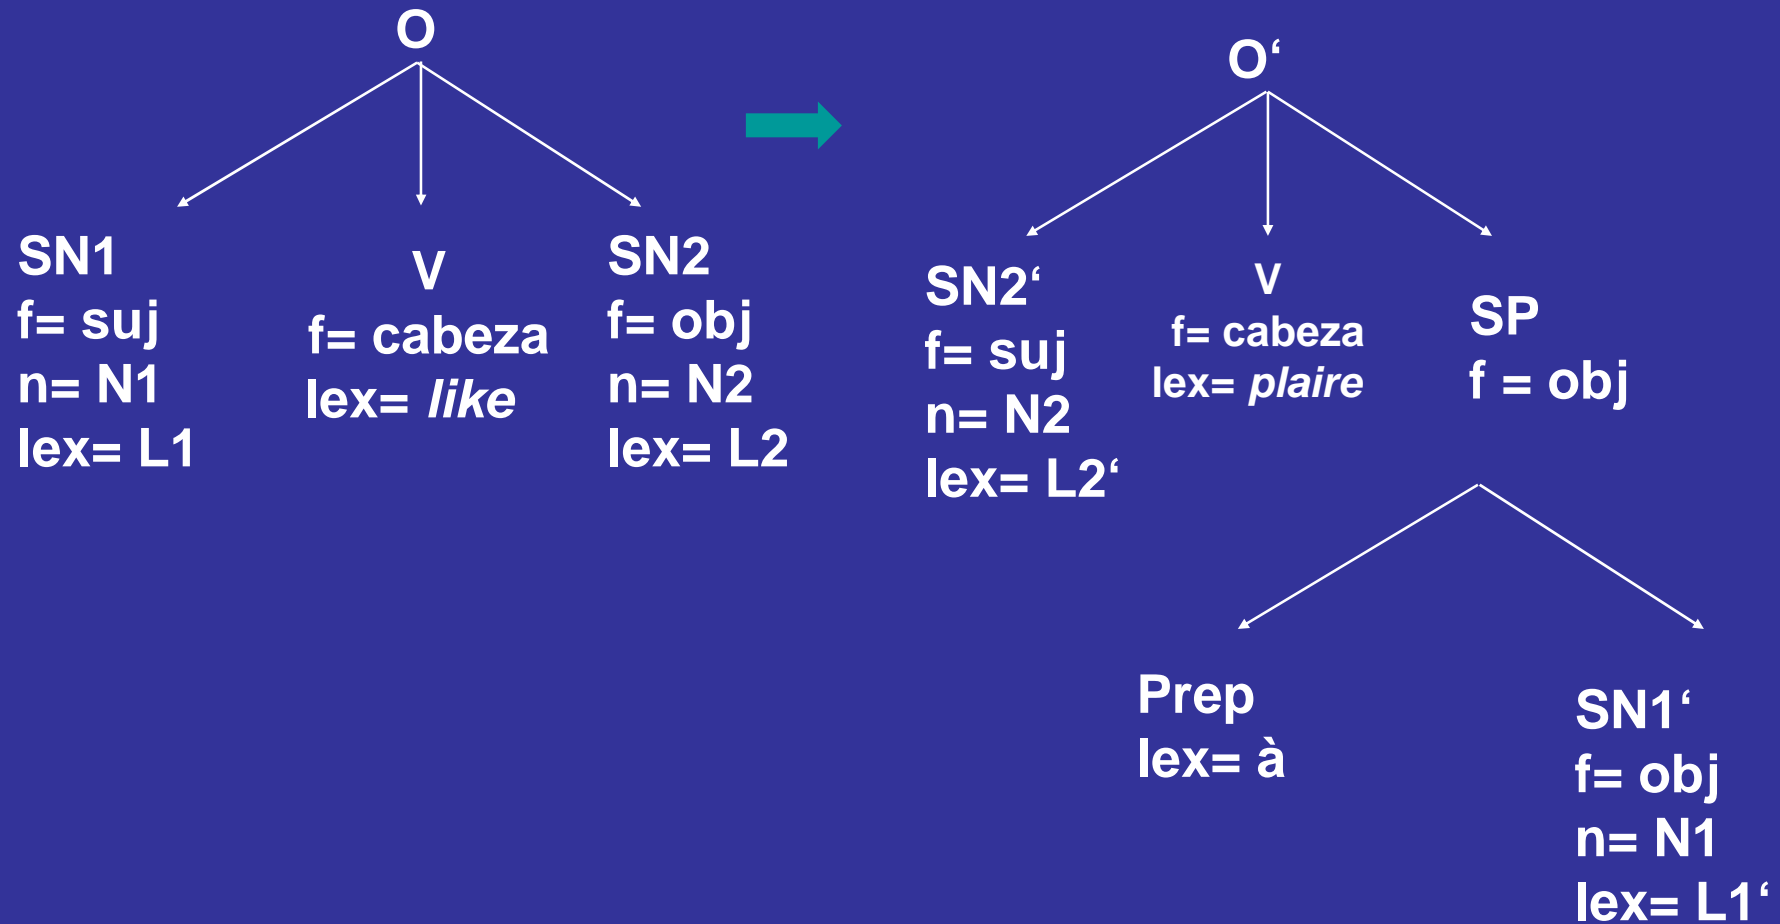 O
SN1
f= suj
n= N1
lex= L1
V
f= cabeza
lex= like
SN2
f= obj
n= N2
lex= L2
O‘
SN2‘
f= suj
n= N2
lex= L2‘
V
f= cabeza
lex= plaire
SP
f = obj
Prep
lex= à
SN1‘
f= obj
n= N1
lex= L1‘